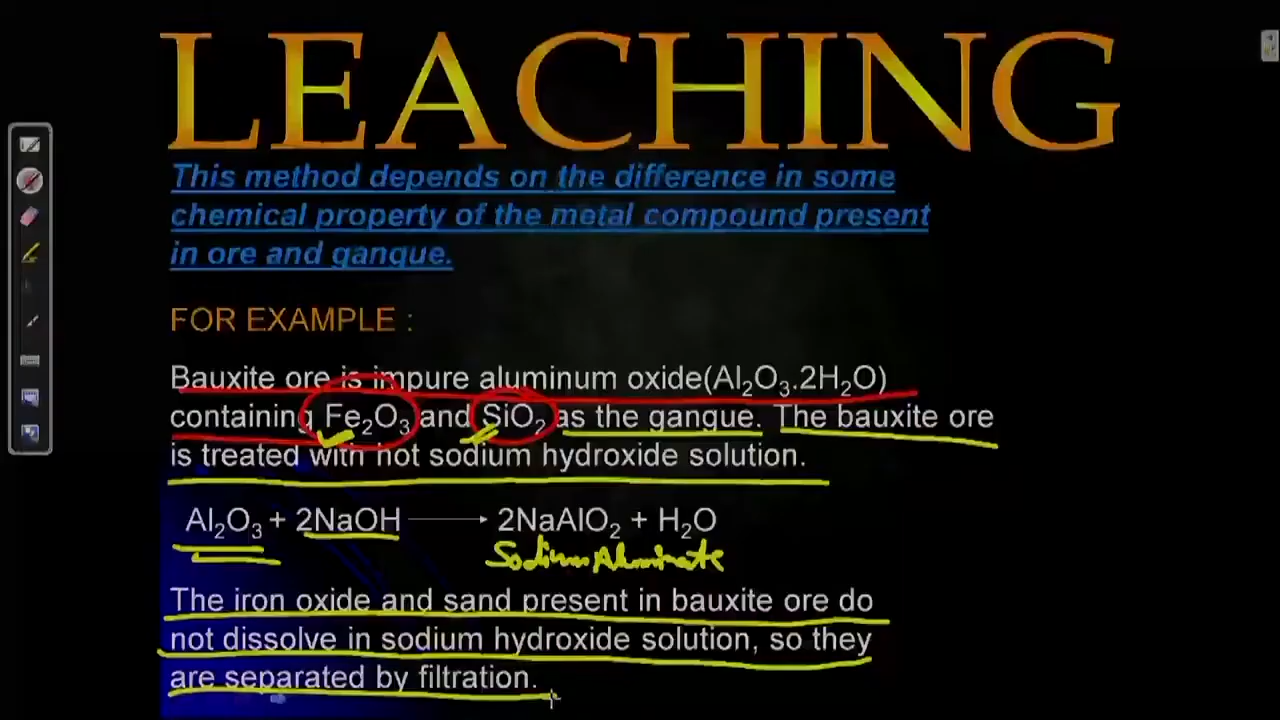 LEACHING
This method depends on the difference in some
chemical property of the metal compound present
in ore and gangue.
FOR EXAMPLE :
Bauxite ore is impure aluminum oxide(Al₂O₃.2H₂O)
containing Fe₂O₃ and SiO₂ as the gangue. The bauxite ore
is treated with hot sodium hydroxide solution.
Al₂O₃ + 2NaOH → 2NaAlO₂ + H₂O
Sodium Aluminate
The iron oxide and sand present in bauxite ore do
not dissolve in sodium hydroxide solution, so they
are separated by filtration.